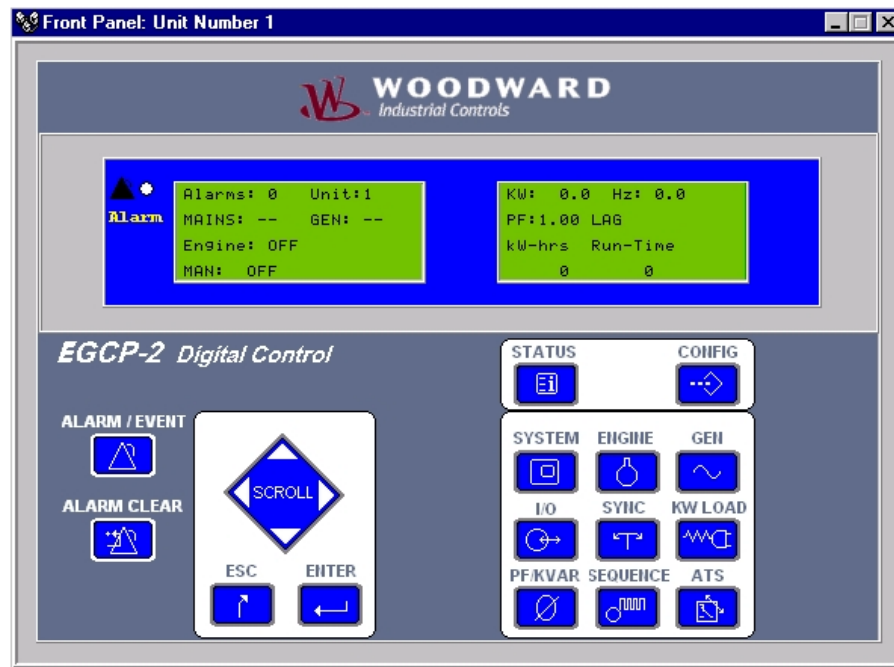 Front Panel: Unit Number 1
WOODWARD
Industrial Controls
Alarm
Alarms: 0 Unit:1
MAINS: -- GEN: --
Engine: OFF
MAN: OFF
KW: 0.0 Hz: 0.0
PF:1.00 LAG
kW-hrs Run-Time
0 0
EGCP-2 Digital Control
ALARM / EVENT
ALARM CLEAR
SCROLL
ESC ENTER
STATUS CONFIG
SYSTEM ENGINE GEN
I/O SYNC KW LOAD
PF/KVAR SEQUENCE ATS